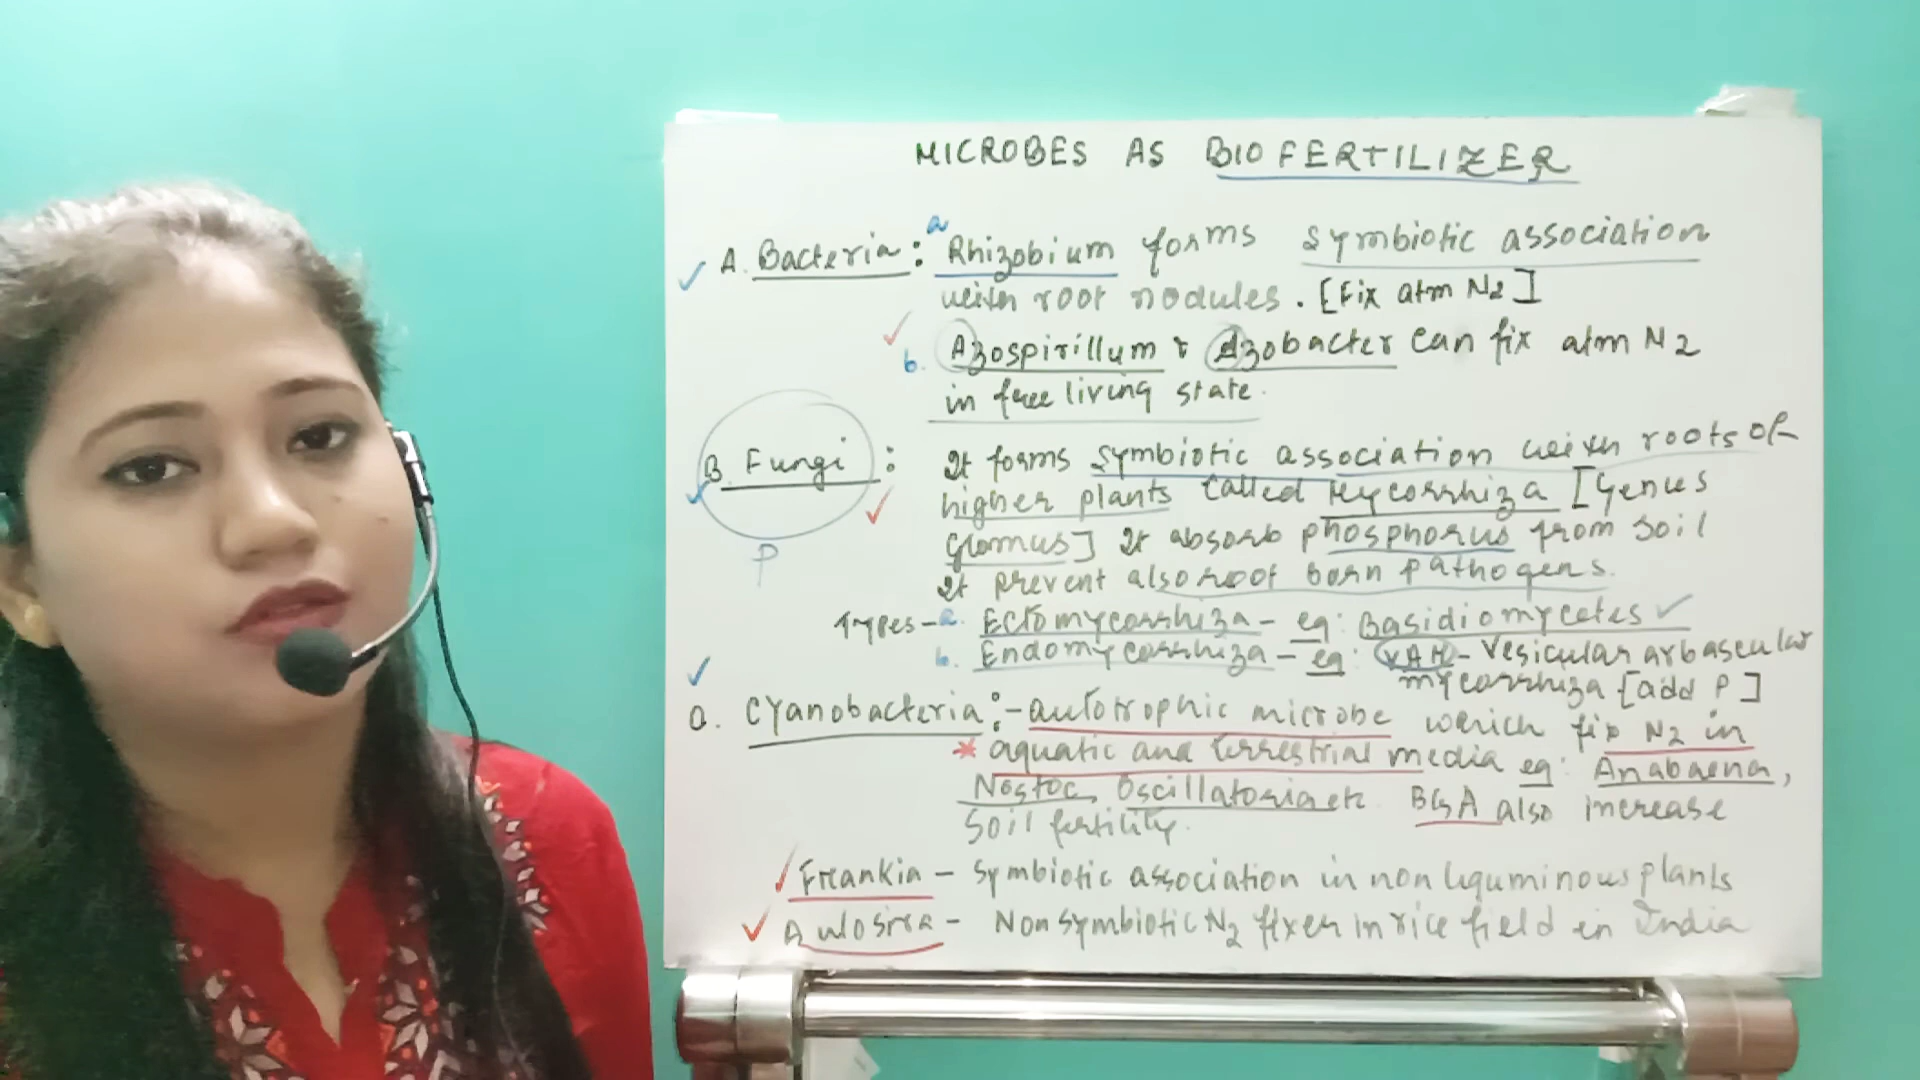 MICROBES AS BIOFERTILIZER
A. Bacteria : a Rhizobium forms symbiotic association
with root nodules. [Fix atm N2]
b. Azospirillum & Azobacter can fix atm N2
in free living state.
B. Fungi : It forms symbiotic association with roots of
higher plants called Mycorrhiza [Genus
Glomus] It absorb phosphorus from soil
P
It prevent also root born pathogens.
Types - a. Ectomycorrhiza - eg: Basidiomycetes
b. Endomycorrhiza - eg: VAM - Vesicular arbascular
mycorrhiza [add P]
Cyanobacteria :- autotrophic microbe which fix N2 in
* aquatic and terrestrial media eg: Anabaena,
Nostoc, Oscillatoria etc. BGA also increase
Soil fertility.
Frankia - Symbiotic association in non liguminous plants
Aulosira - Non Symbiotic N2 fixer in rice field in India